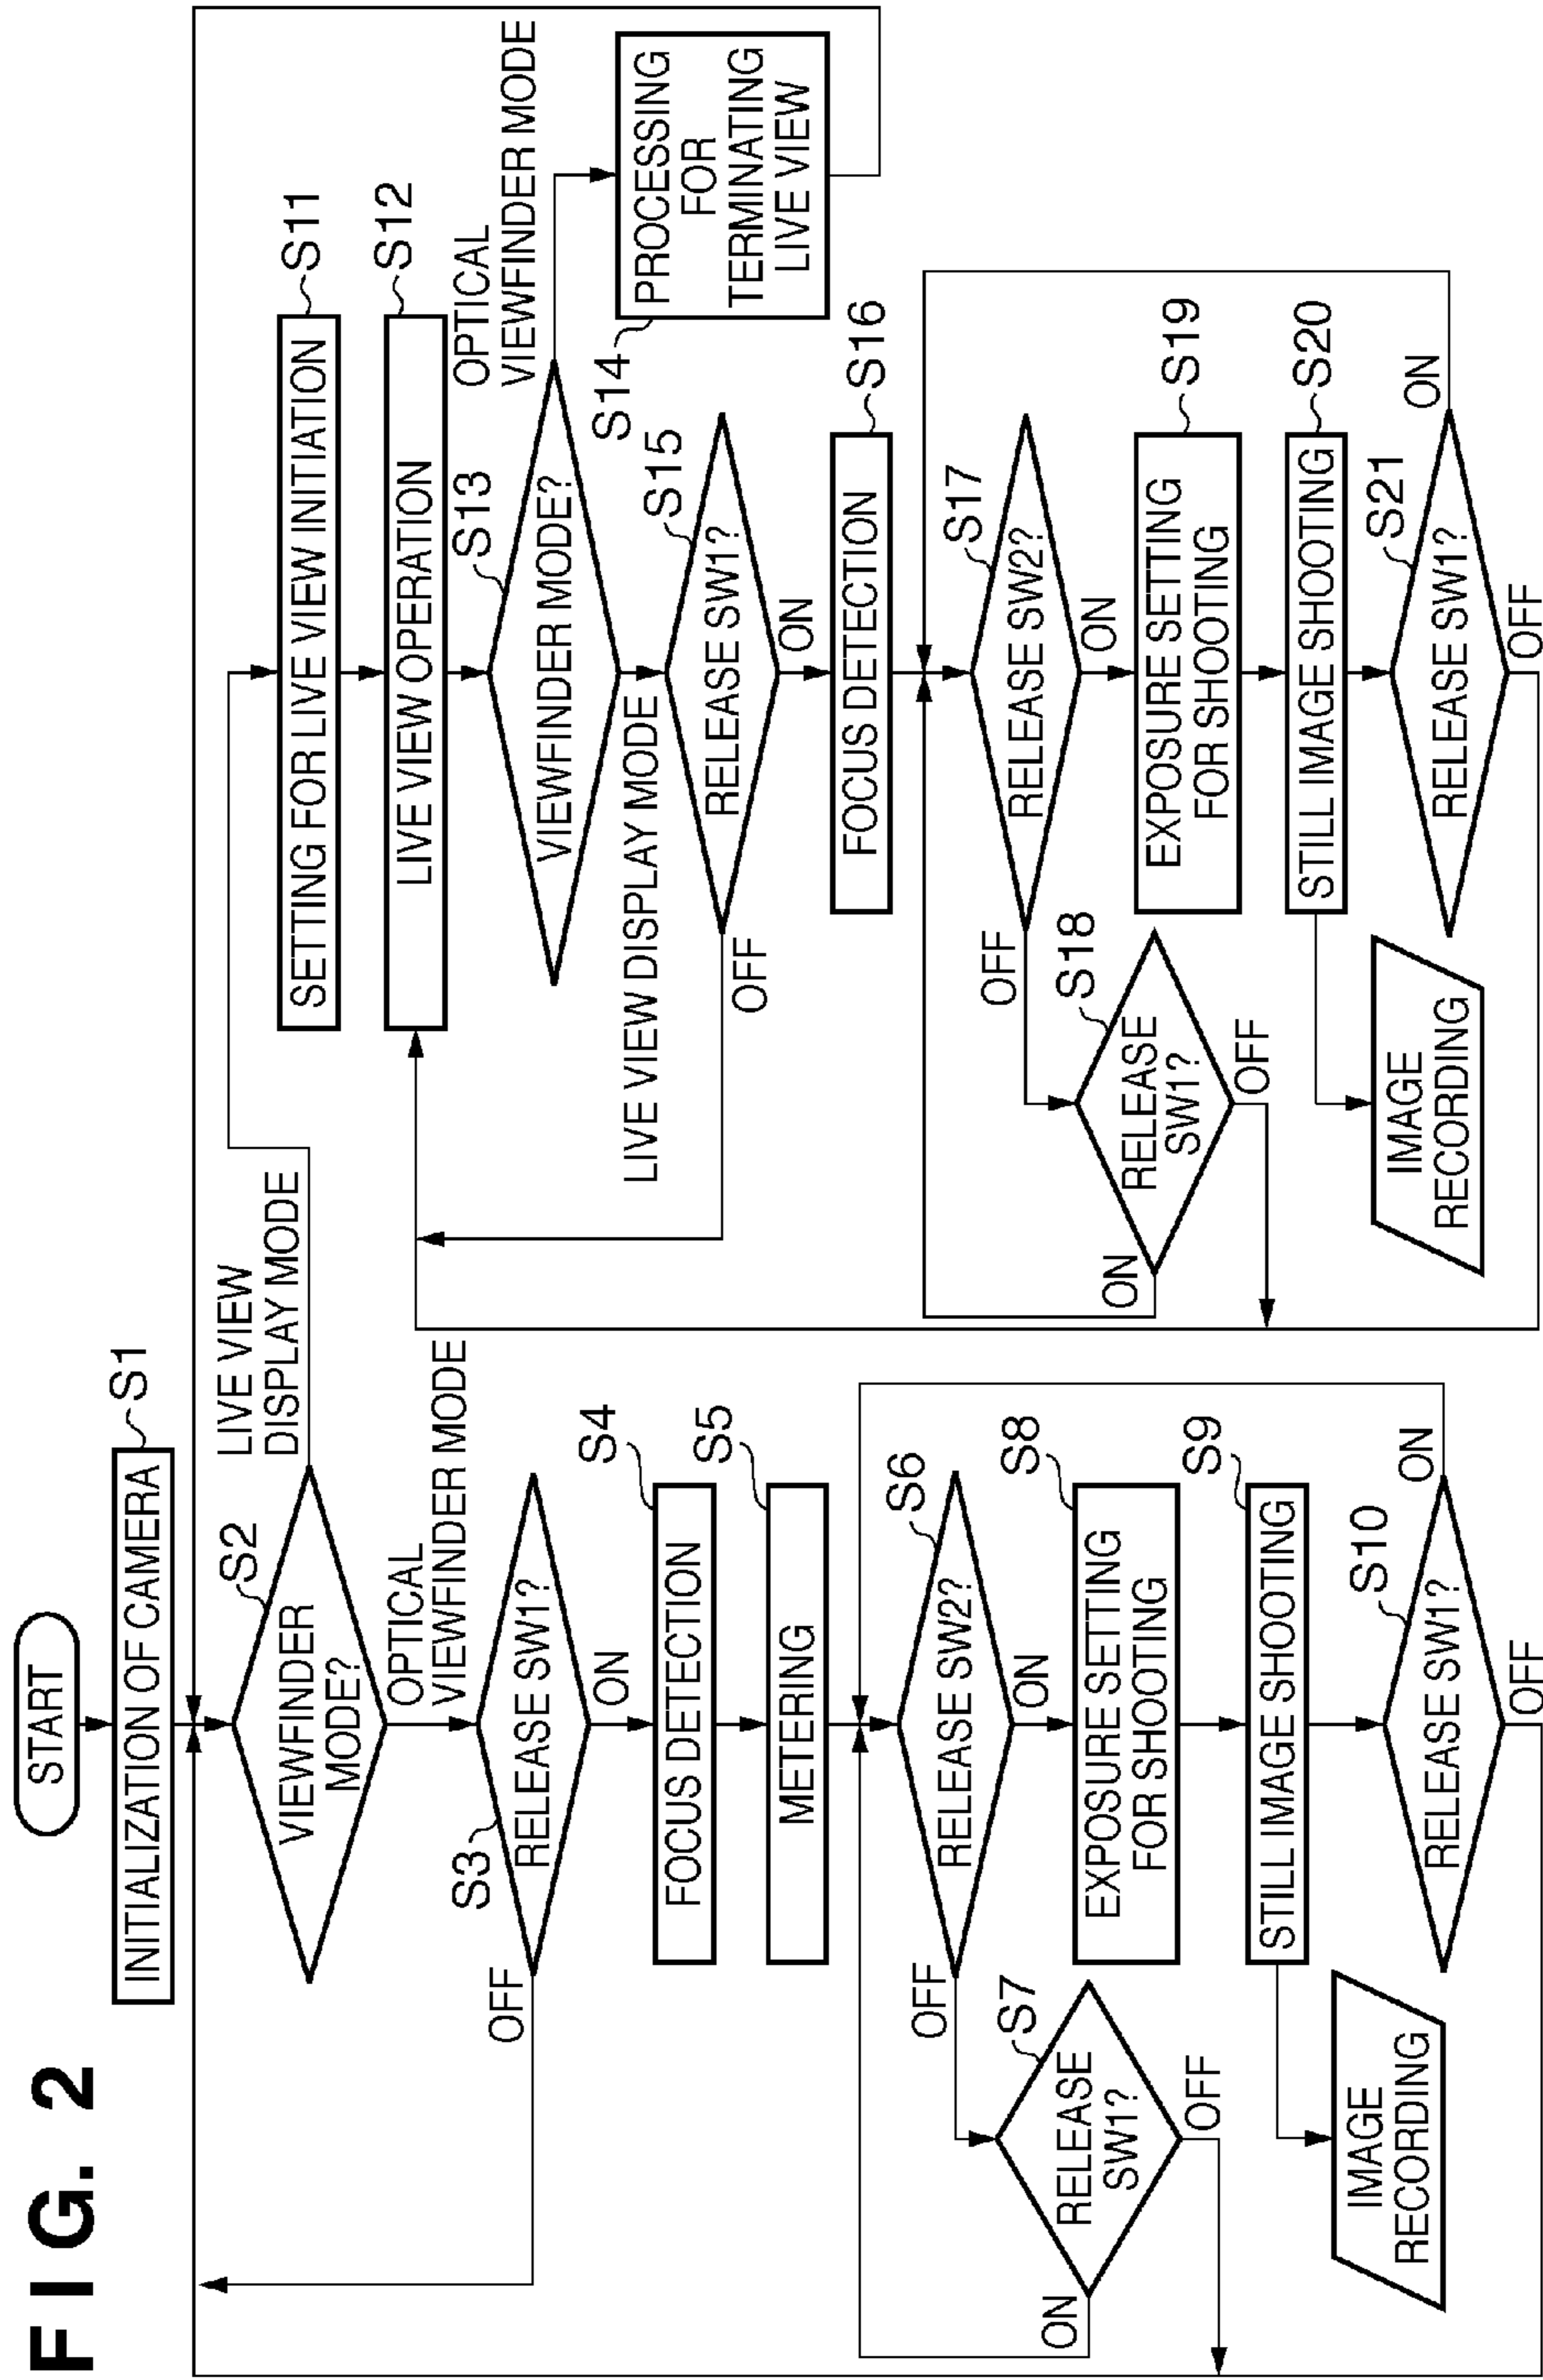 FIG. 2
START
INITIALIZATION OF CAMERA
S1
VIEWFINDER
MODE?
S2
LIVE VIEW
DISPLAY MODE
OPTICAL
VIEWFINDER MODE
S3
RELEASE SW1?
OFF
ON
S4
FOCUS DETECTION
S5
METERING
S6
RELEASE SW2?
OFF
ON
S7
RELEASE
SW1?
ON
OFF
S8
EXPOSURE SETTING
FOR SHOOTING
S9
STILL IMAGE SHOOTING
IMAGE
RECORDING
S10
RELEASE SW1?
ON
OFF
SETTING FOR LIVE VIEW INITIATION
S11
LIVE VIEW OPERATION
S12
S13
VIEWFINDER MODE?
OPTICAL
VIEWFINDER MODE
LIVE VIEW DISPLAY MODE
S14
PROCESSING
FOR
TERMINATING
LIVE VIEW
S15
RELEASE SW1?
OFF
ON
FOCUS DETECTION
S16
S17
RELEASE SW2?
OFF
ON
S18
RELEASE
SW1?
ON
OFF
EXPOSURE SETTING
FOR SHOOTING
S19
STILL IMAGE SHOOTING
S20
IMAGE
RECORDING
S21
RELEASE SW1?
ON
OFF